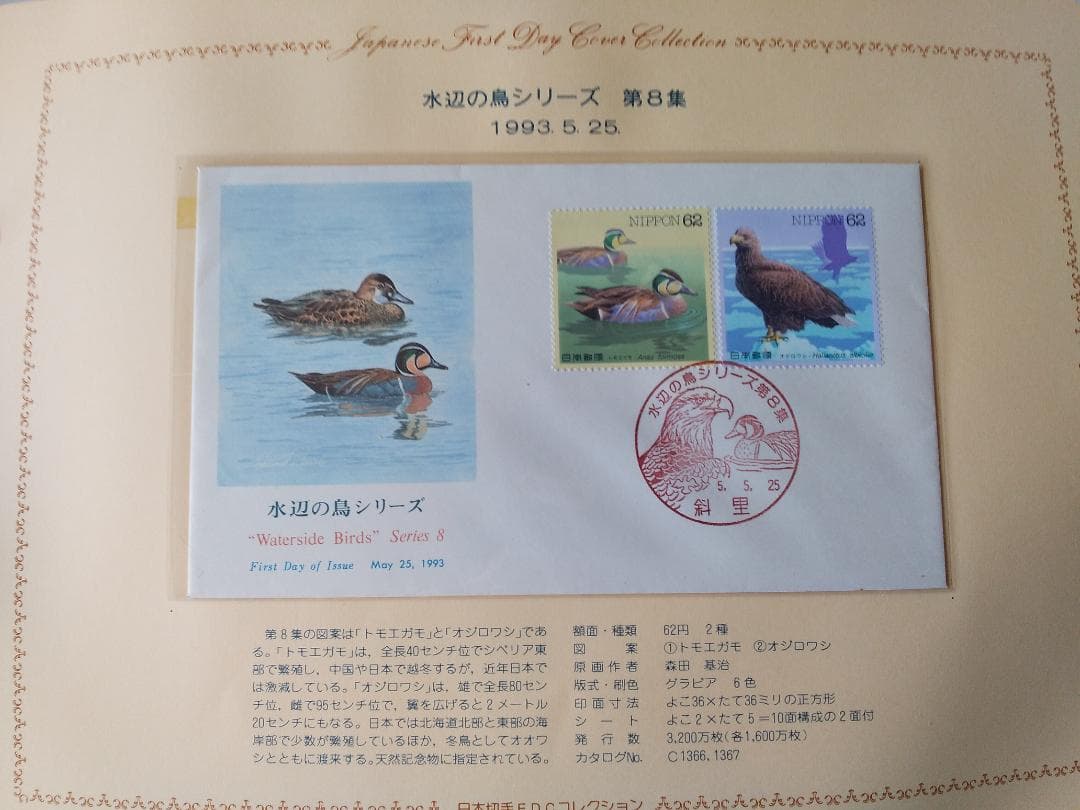 Japanese First Day Cover Collection
水辺の鳥シリーズ 第8集
1993. 5. 25.
NIPPON 62
NIPPON 62
日本郵便 トモエガモ Anas formosa
日本郵便 オジロワシ・Haliaeetus albicilla
水辺の鳥シリーズ第8集
5. 5. 25
斜里
水辺の鳥シリーズ
"Waterside Birds" Series 8
First Day of Issue May 25, 1993
第8集の図案は「トモエガモ」と「オジロワシ」であ
る。「トモエガモ」は、全長40センチ位でシベリア東
部で繁殖し、中国や日本で越冬するが、近年日本で
は激減している。「オジロワシ」は、雄で全長80セン
チ位、雌で95センチ位で、翼を広げると2メートル
20センチにもなる。日本では北海道北部と東部の海
岸部で少数が繁殖しているほか、冬鳥としてオオワ
シとともに渡来する。天然記念物に指定されている。
額面・種類 62円 2種
図案 ①トモエガモ ②オジロワシ
原画作者 森田 基治
版式・刷色 グラビア 6色
印面寸法 よこ36×たて36ミリの正方形
シート よこ2×たて5=10面構成の2面付
発行数 3,200万枚(各1,600万枚)
カタログNo. C1366,1367
日本切手FDCコレクション